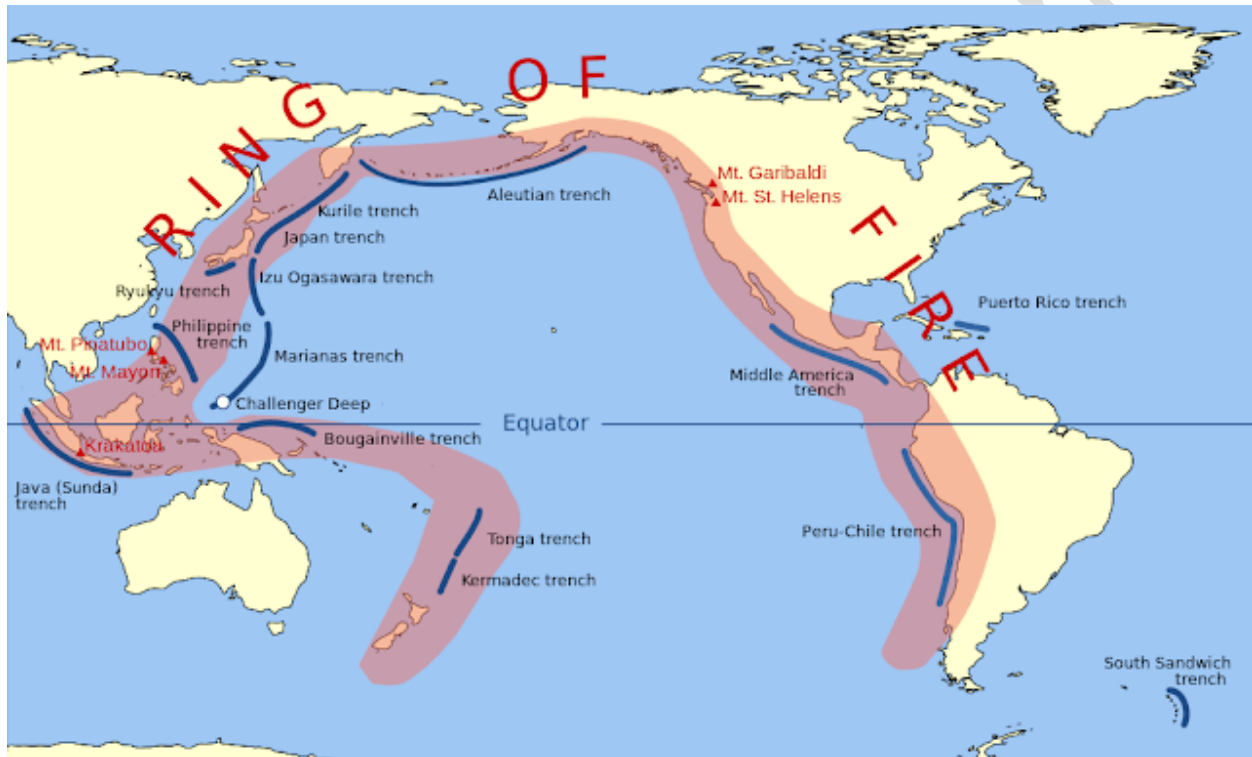 RING OF FIRE
Mt. Garibaldi
Mt. St. Helens
Aleutian trench
Kurile trench
Japan trench
Izu Ogasawara trench
Ryukyu trench
Puerto Rico trench
Philippine
trench
Mt. Pinatubo
Mt. Mayon
Marianas trench
Middle America
trench
Challenger Deep
Equator
Bougainville trench
Krakatoa
Java (Sunda)
trench
Peru-Chile trench
Tonga trench
Kermadec trench
South Sandwich
trench